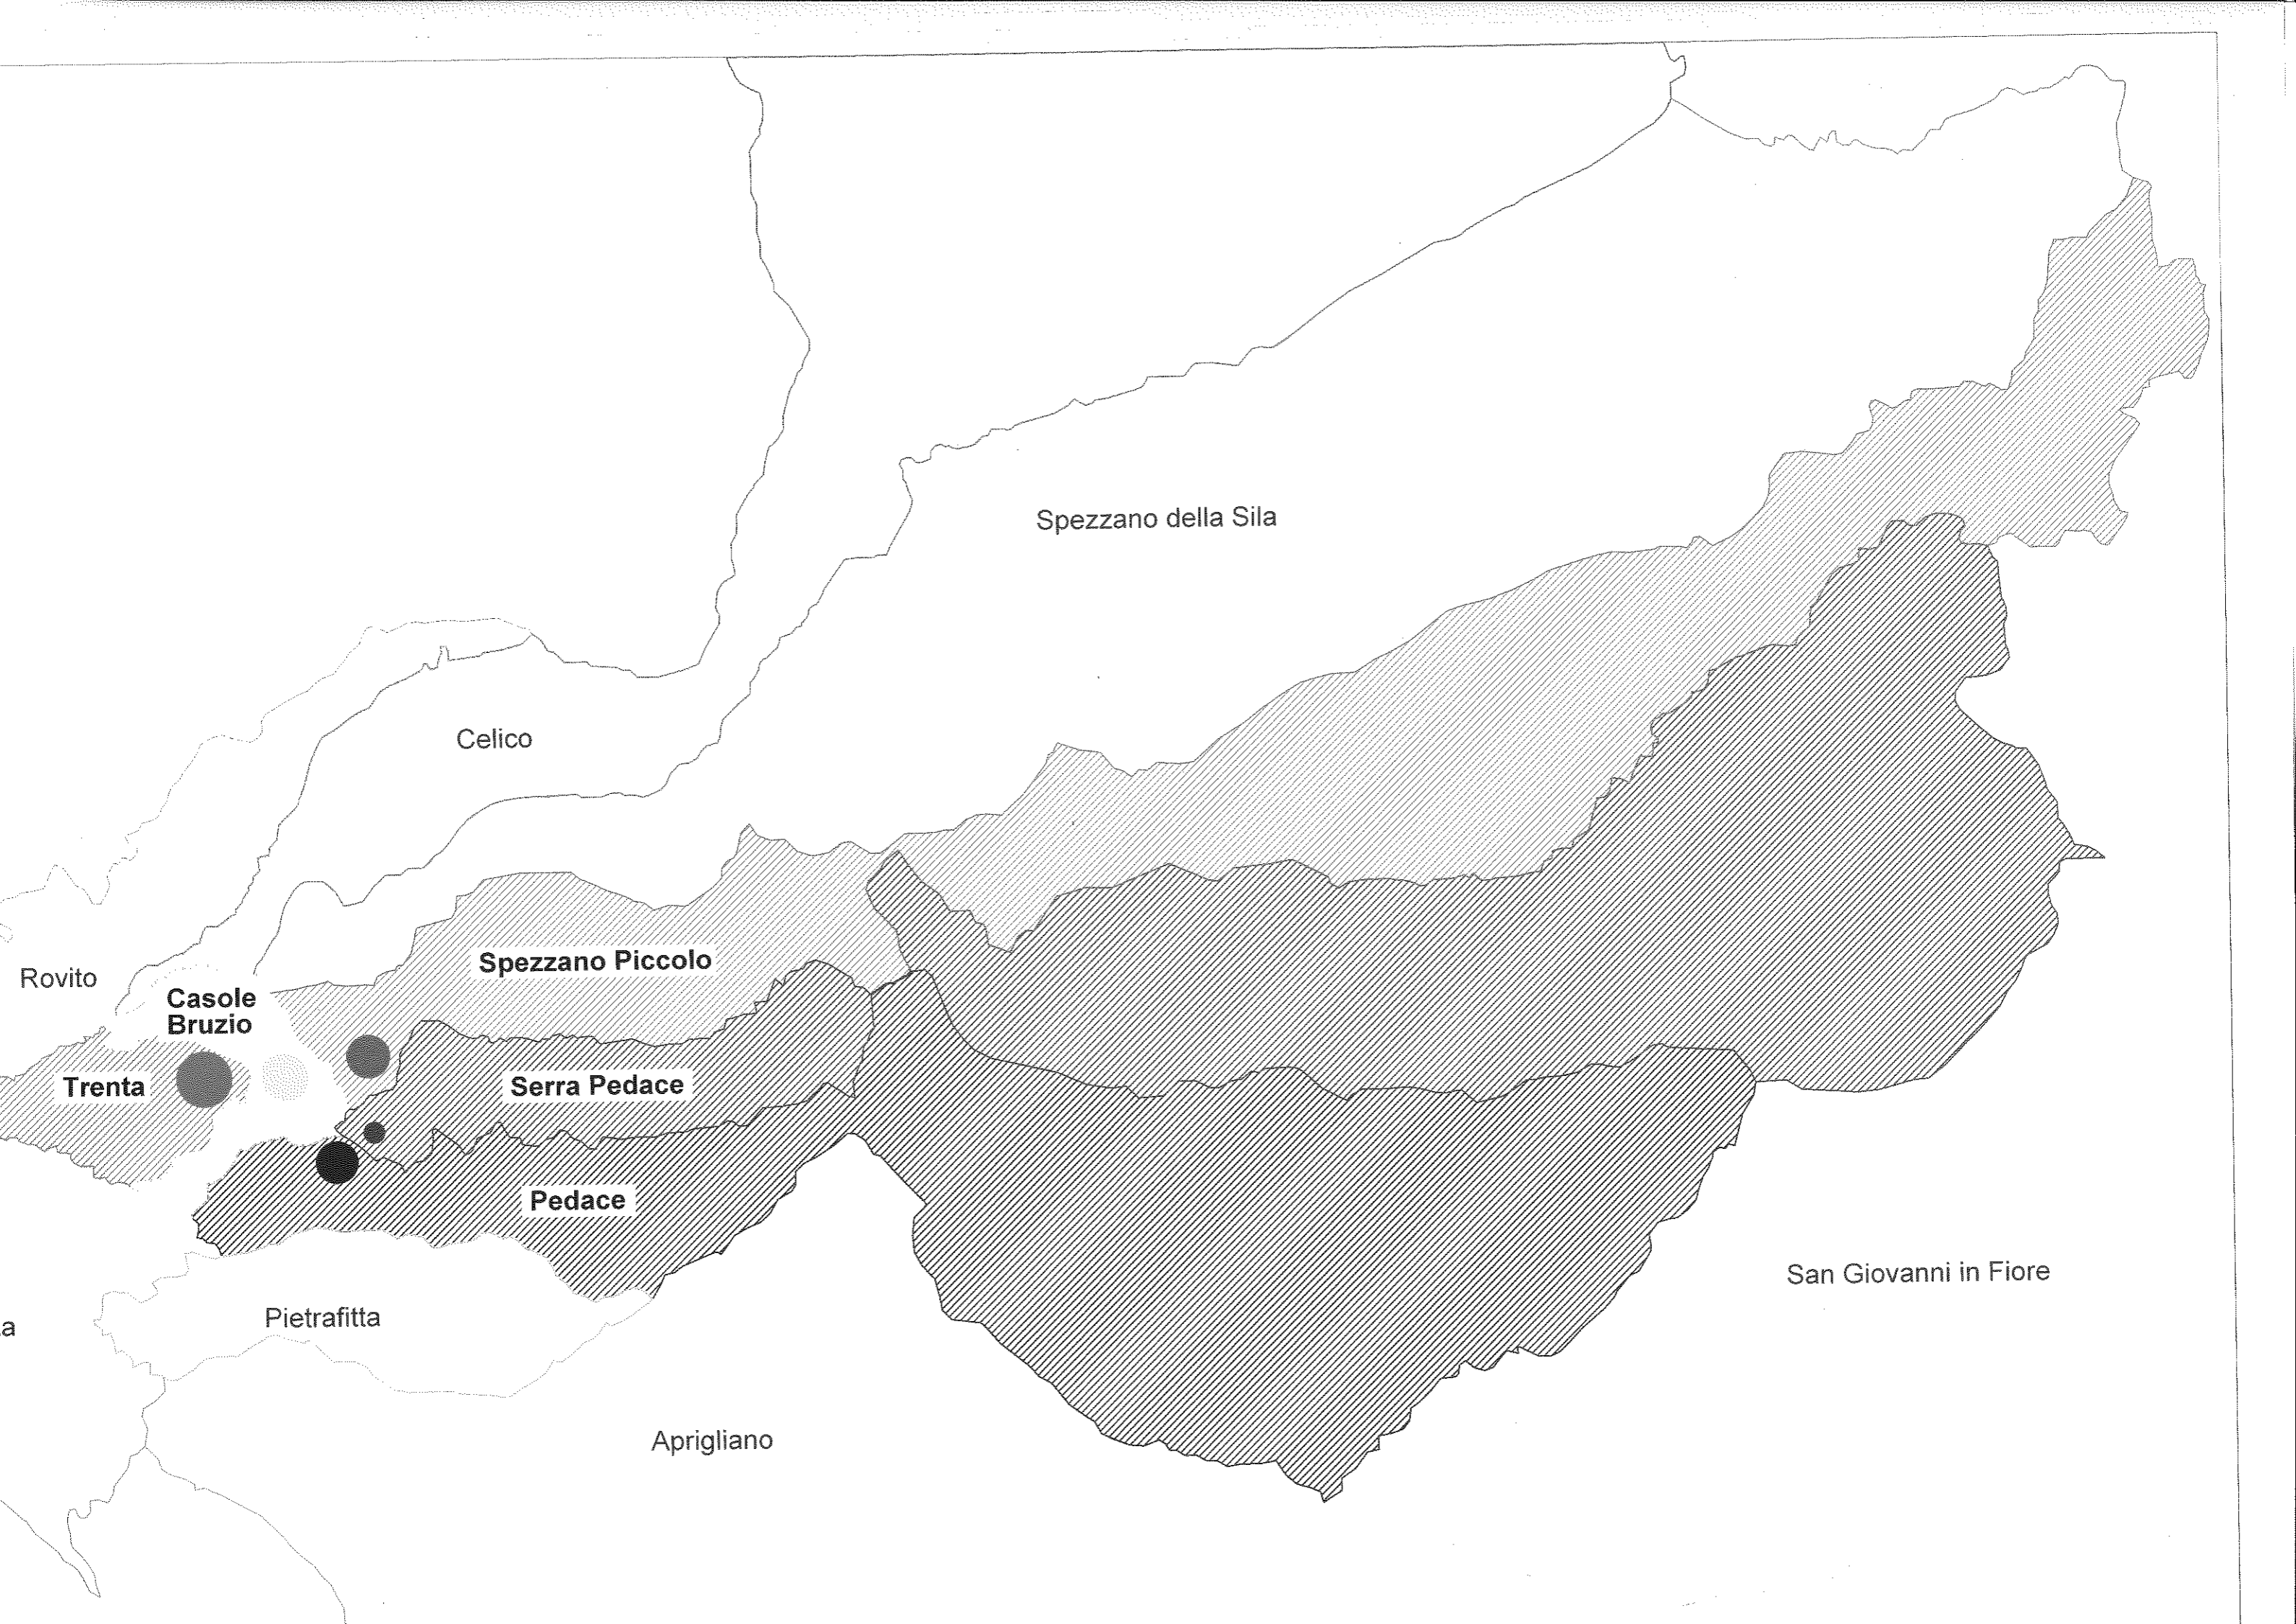 Spezzano della Sila
Celico
Spezzano Piccolo
Rovito
Casole
Bruzio
Trenta
Serra Pedace
Pedace
San Giovanni in Fiore
Pietrafitta
Aprigliano